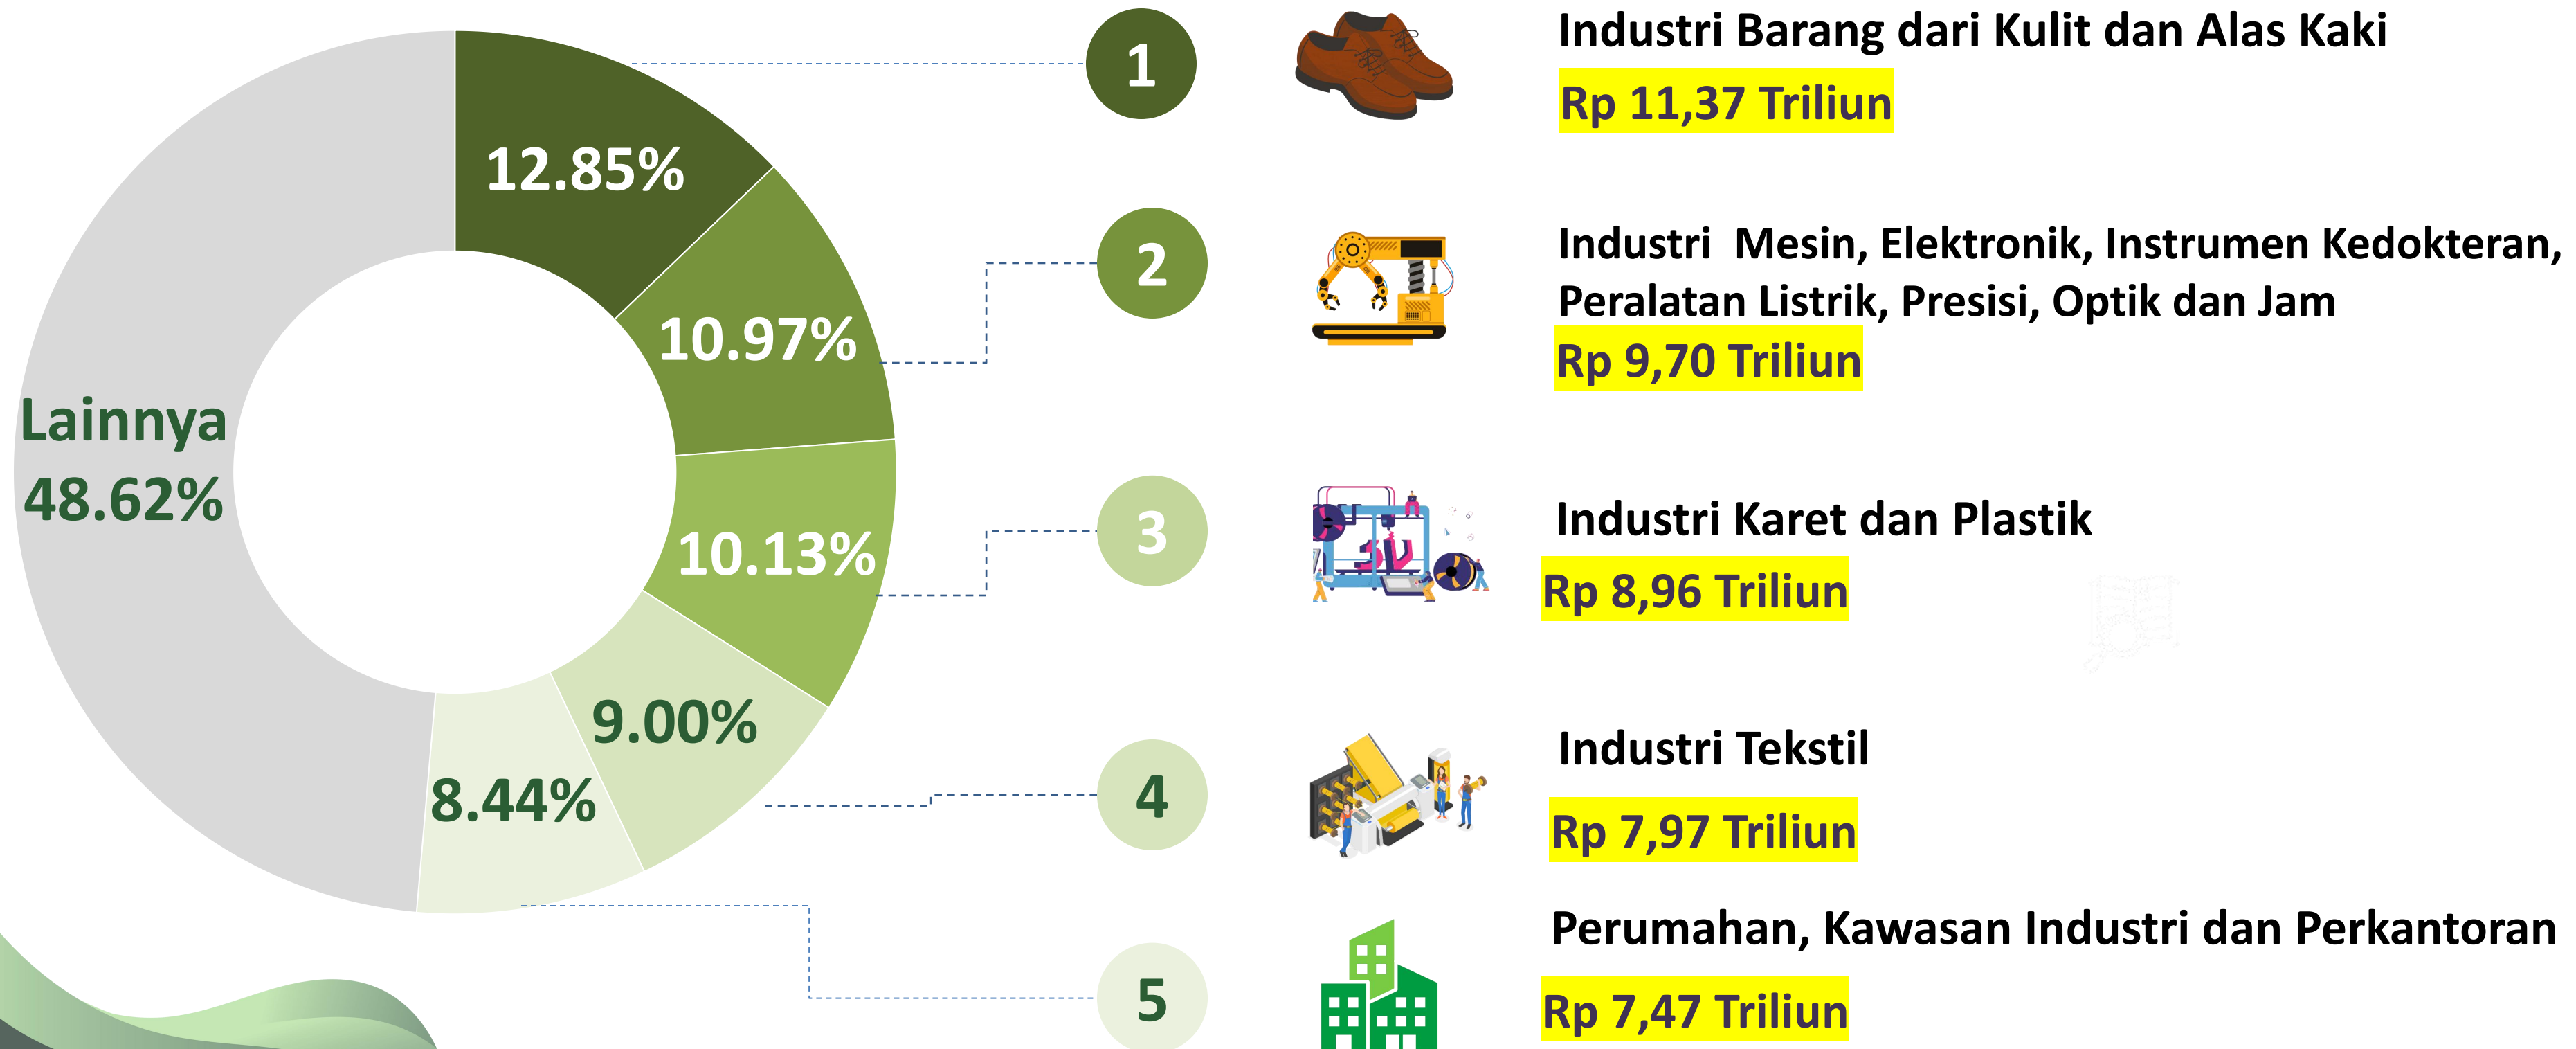 12.85%
10.97%
10.13%
9.00%
8.44%
Lainnya
48.62%
1
Industri Barang dari Kulit dan Alas Kaki
Rp 11,37 Triliun
2
Industri  Mesin, Elektronik, Instrumen Kedokteran,
Peralatan Listrik, Presisi, Optik dan Jam
Rp 9,70 Triliun
3
Industri Karet dan Plastik
Rp 8,96 Triliun
4
Industri Tekstil
Rp 7,97 Triliun
5
Perumahan, Kawasan Industri dan Perkantoran
Rp 7,47 Triliun